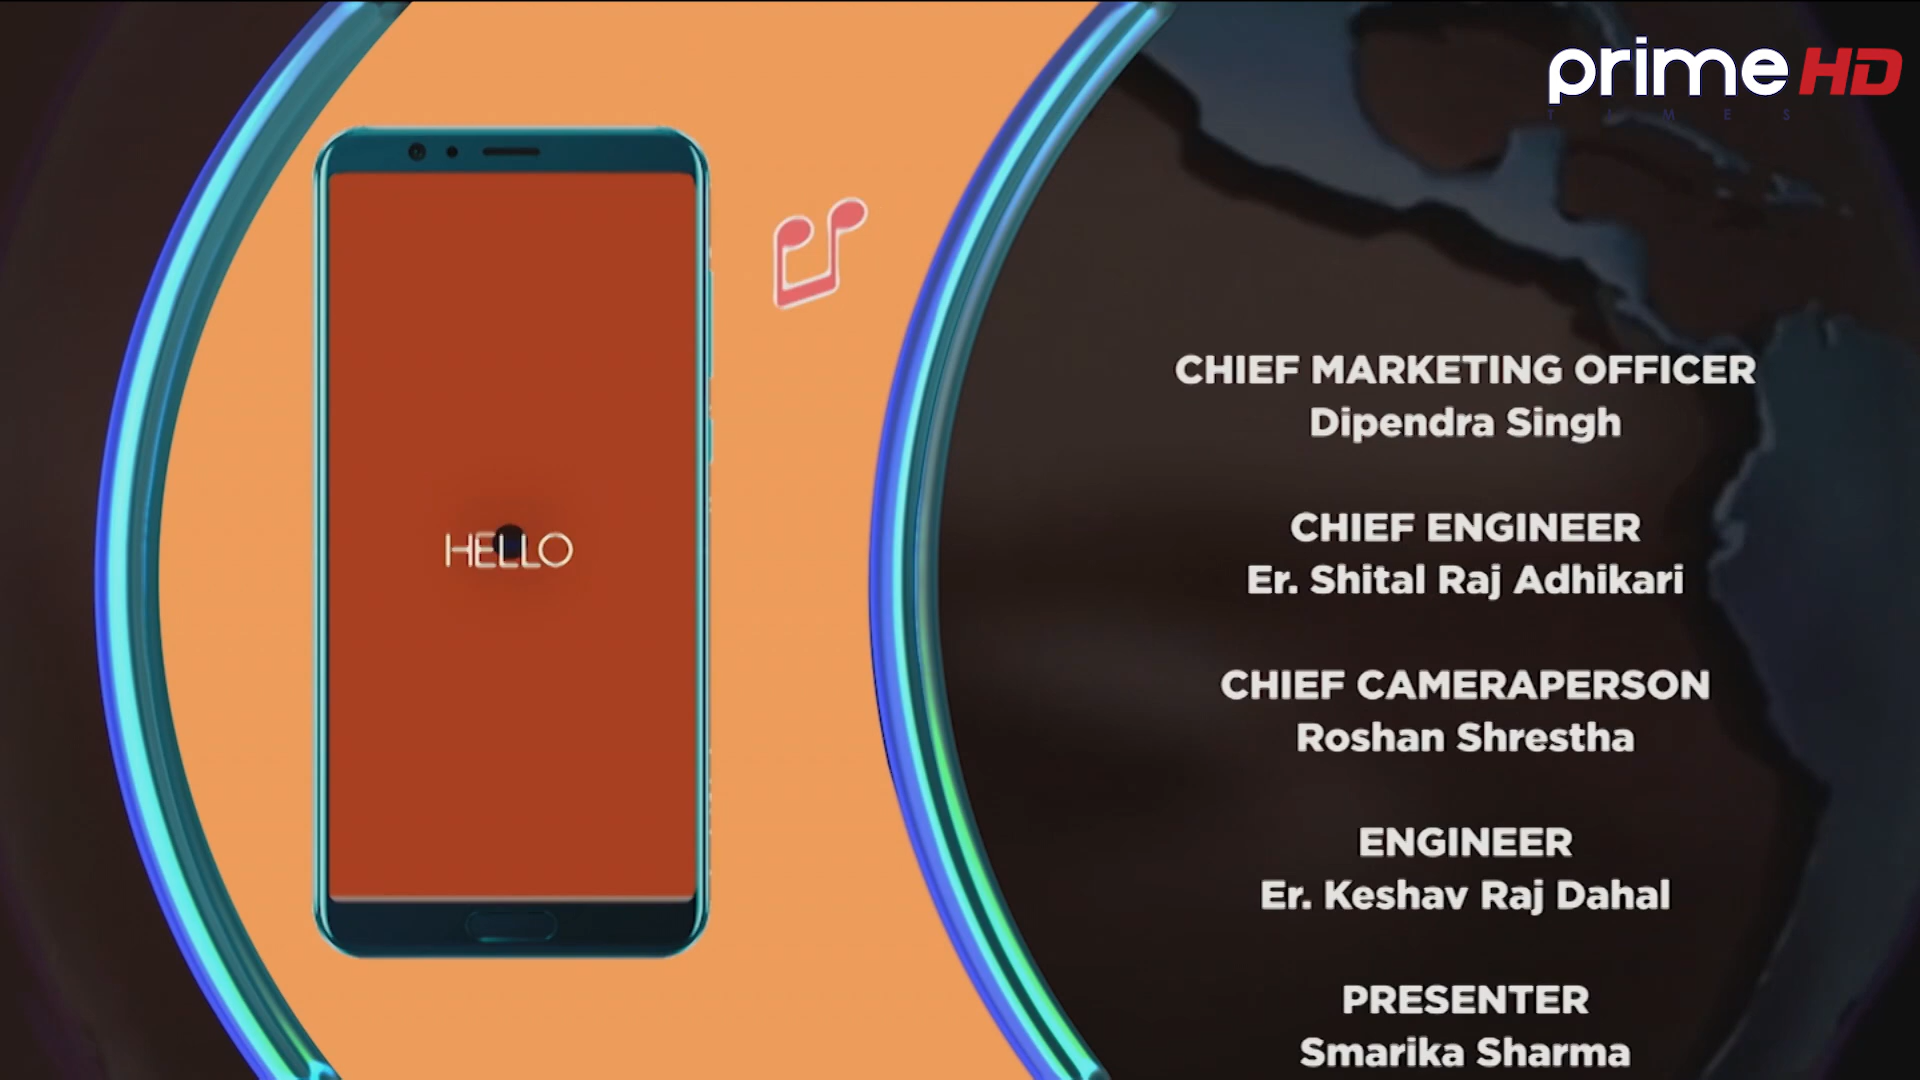 prime HD
TIMES
HELLO
CHIEF MARKETING OFFICER
Dipendra Singh
CHIEF ENGINEER
Er. Shital Raj Adhikari
CHIEF CAMERAPERSON
Roshan Shrestha
ENGINEER
Er. Keshav Raj Dahal
PRESENTER
Smarika Sharma